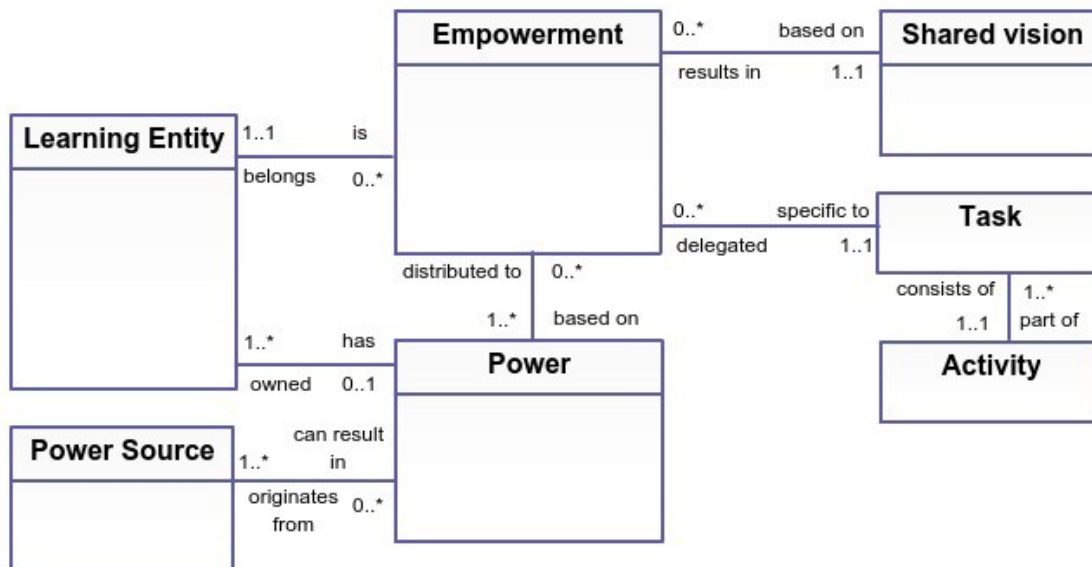 Empowerment
0..* based on
results in 1..1
Shared vision
Learning Entity
1..1 is
belongs 0..*
0..* specific to
delegated 1..1
Task
distributed to 0..*
1..* based on
consists of 1..*
1..1 part of
1..* has
owned 0..1
Power
Activity
Power Source
can result
1..* in
originates 0..*
from